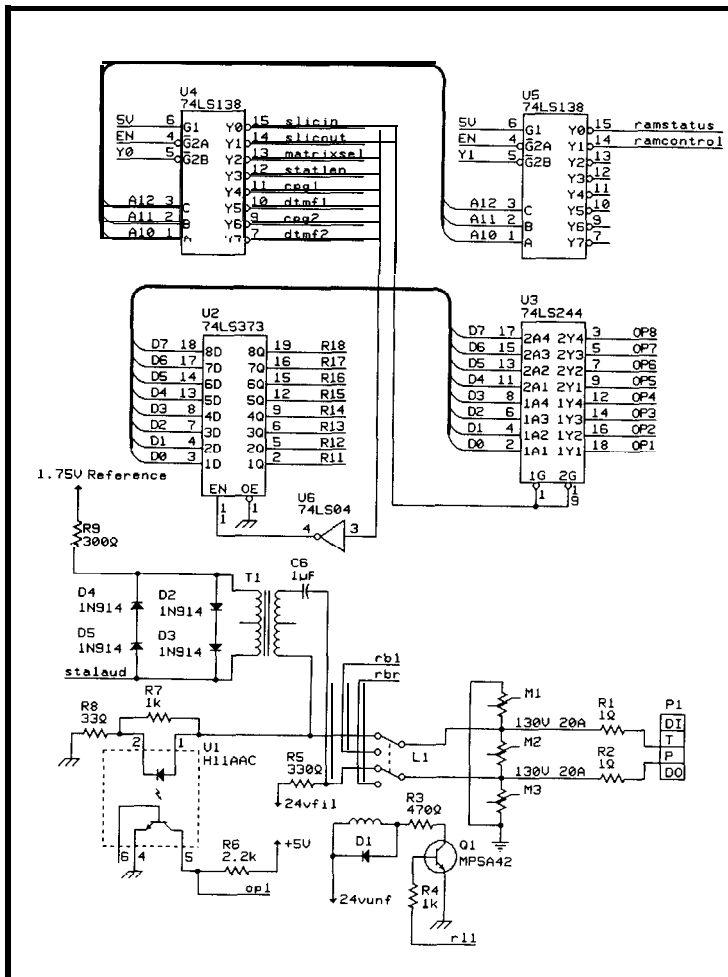 U4
74LS138
5V 6 G1 Y0 15 slicin
EN 4 G2A Y1 14 slicout
Y0 5 G2B Y2 13 matrixsel
Y3 12 statlen
Y4 11 cpg1
A12 3 C Y5 10 dtmf1
A11 2 B Y6 9 cpg2
A10 1 A Y7 7 dtmf2
U5
74LS138
5V 6 G1 Y0 15 ramstatus
EN 4 G2A Y1 14 ramcontrol
Y1 5 G2B Y2 13
Y3 12
Y4 11
A12 3 C Y5 10
A11 2 B Y6 9
A10 1 A Y7 7
U2
74LS373
D7 18 8D 8Q 19 R18
D6 17 7D 7Q 16 R17
D5 14 6D 6Q 15 R16
D4 13 5D 5Q 12 R15
D3 8 4D 4Q 9 R14
D2 7 3D 3Q 6 R13
D1 4 2D 2Q 5 R12
D0 3 1D 1Q 2 R11
EN OE
11 1
U3
74LS244
D7 17 2A4 2Y4 3 OP8
D6 15 2A3 2Y3 5 OP7
D5 13 2A2 2Y2 7 OP6
D4 11 2A1 2Y1 9 OP5
D3 8 1A4 1Y4 12 OP4
D2 6 1A3 1Y3 14 OP3
D1 4 1A2 1Y2 16 OP2
D0 2 1A1 1Y1 18 OP1
1G 2G
1 19
U6
74LS04
4 3
1.75V Reference
R9
300Ω
D4
1N914
D2
1N914
D5
1N914
D3
1N914
T1
C6
1µF
stalaud
R8
33Ω
R7
1k
2 1 U1
H11AAC
6 4 5
R6
2.2k
+5V
op1
rb1
rbr
R5
330Ω
24vfil
L1
R3
470Ω
D1
24vunf
Q1
MPSA42
R4
1k
rl1
M1
130V 20A
M2
130V 20A
M3
R1
1Ω
R2
1Ω
P1
DI
T
P
DO